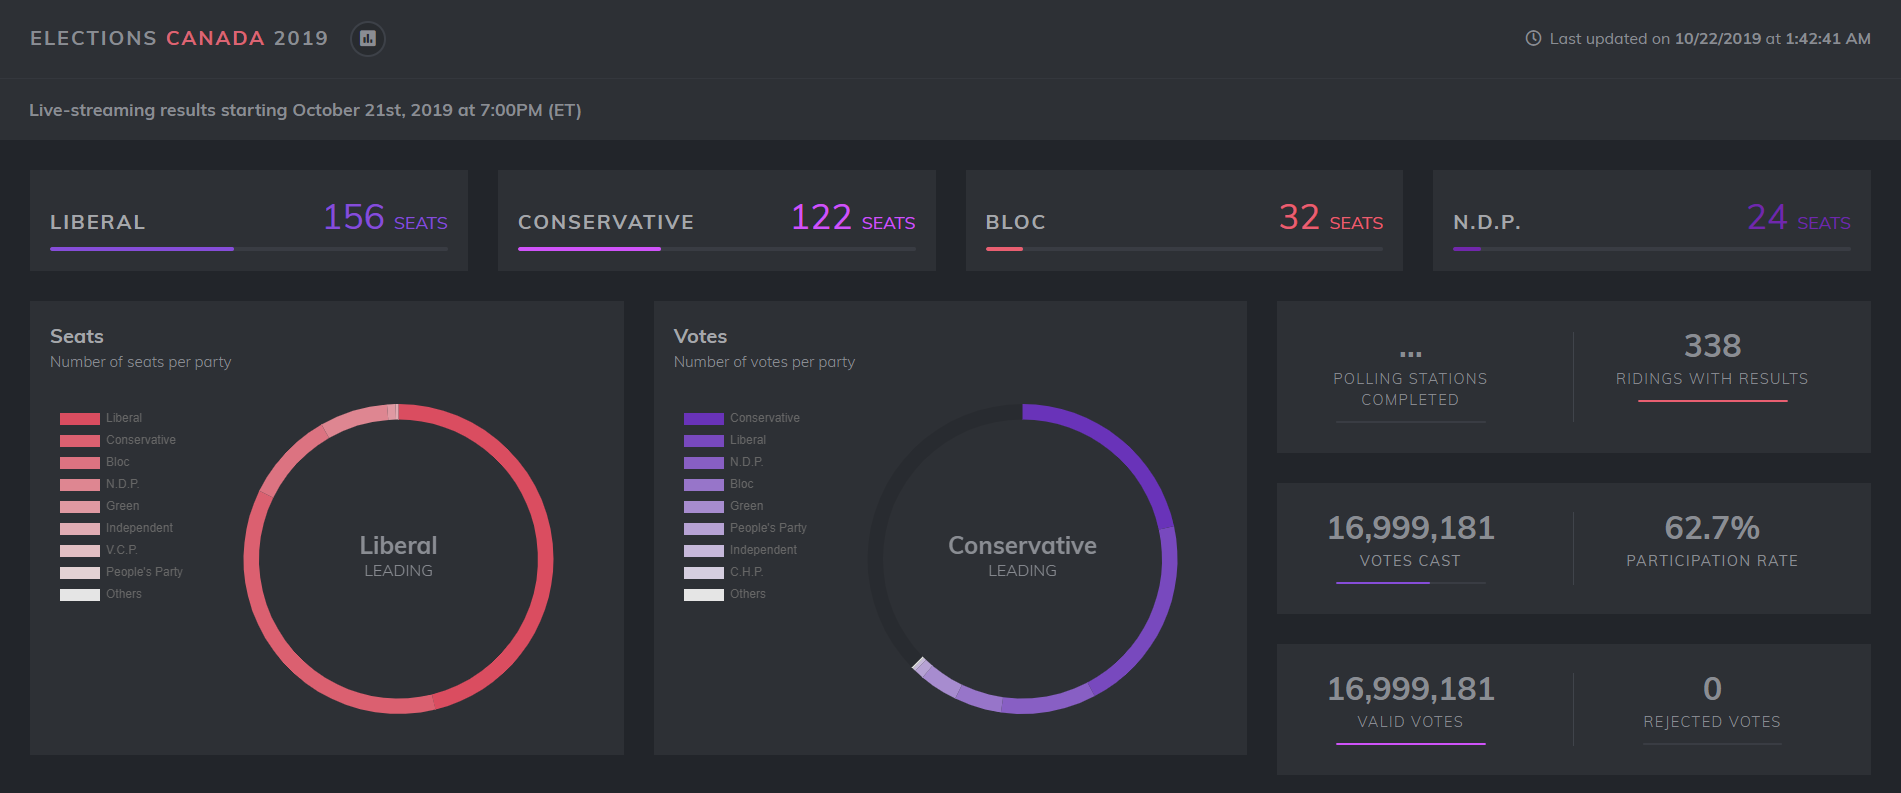 ELECTIONS CANADA 2019
Last updated on 10/22/2019 at 1:42:41 AM
Live-streaming results starting October 21st, 2019 at 7:00PM (ET)
LIBERAL 156 SEATS
CONSERVATIVE 122 SEATS
BLOC 32 SEATS
N.D.P. 24 SEATS
Seats
Number of seats per party
Liberal
Conservative
Bloc
N.D.P.
Green
Independent
V.C.P.
People's Party
Others
Liberal
LEADING
Votes
Number of votes per party
Conservative
Liberal
N.D.P.
Bloc
Green
People's Party
Independent
C.H.P.
Others
Conservative
LEADING
...
POLLING STATIONS
COMPLETED
338
RIDINGS WITH RESULTS
16,999,181
VOTES CAST
62.7%
PARTICIPATION RATE
16,999,181
VALID VOTES
0
REJECTED VOTES